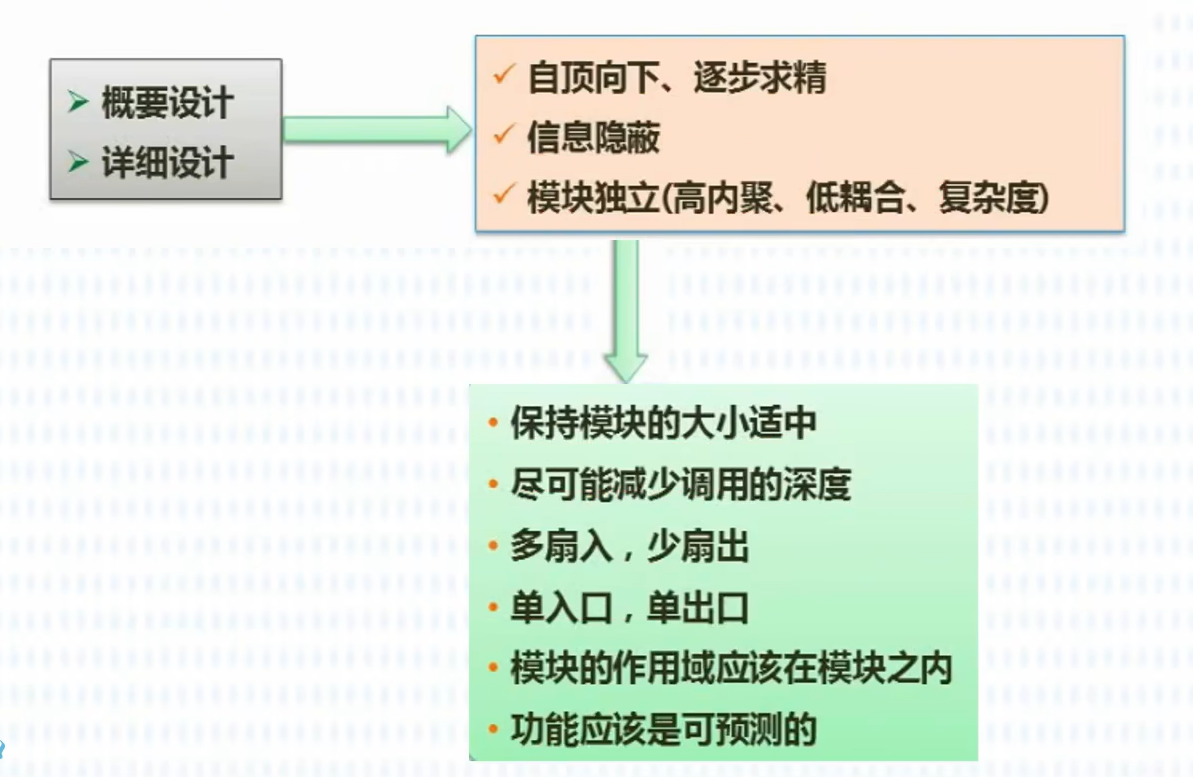 概要设计
详细设计
自顶向下、逐步求精
信息隐蔽
模块独立(高内聚、低耦合、复杂度)
保持模块的大小适中
尽可能减少调用的深度
多扇入，少扇出
单入口，单出口
模块的作用域应该在模块之内
功能应该是可预测的